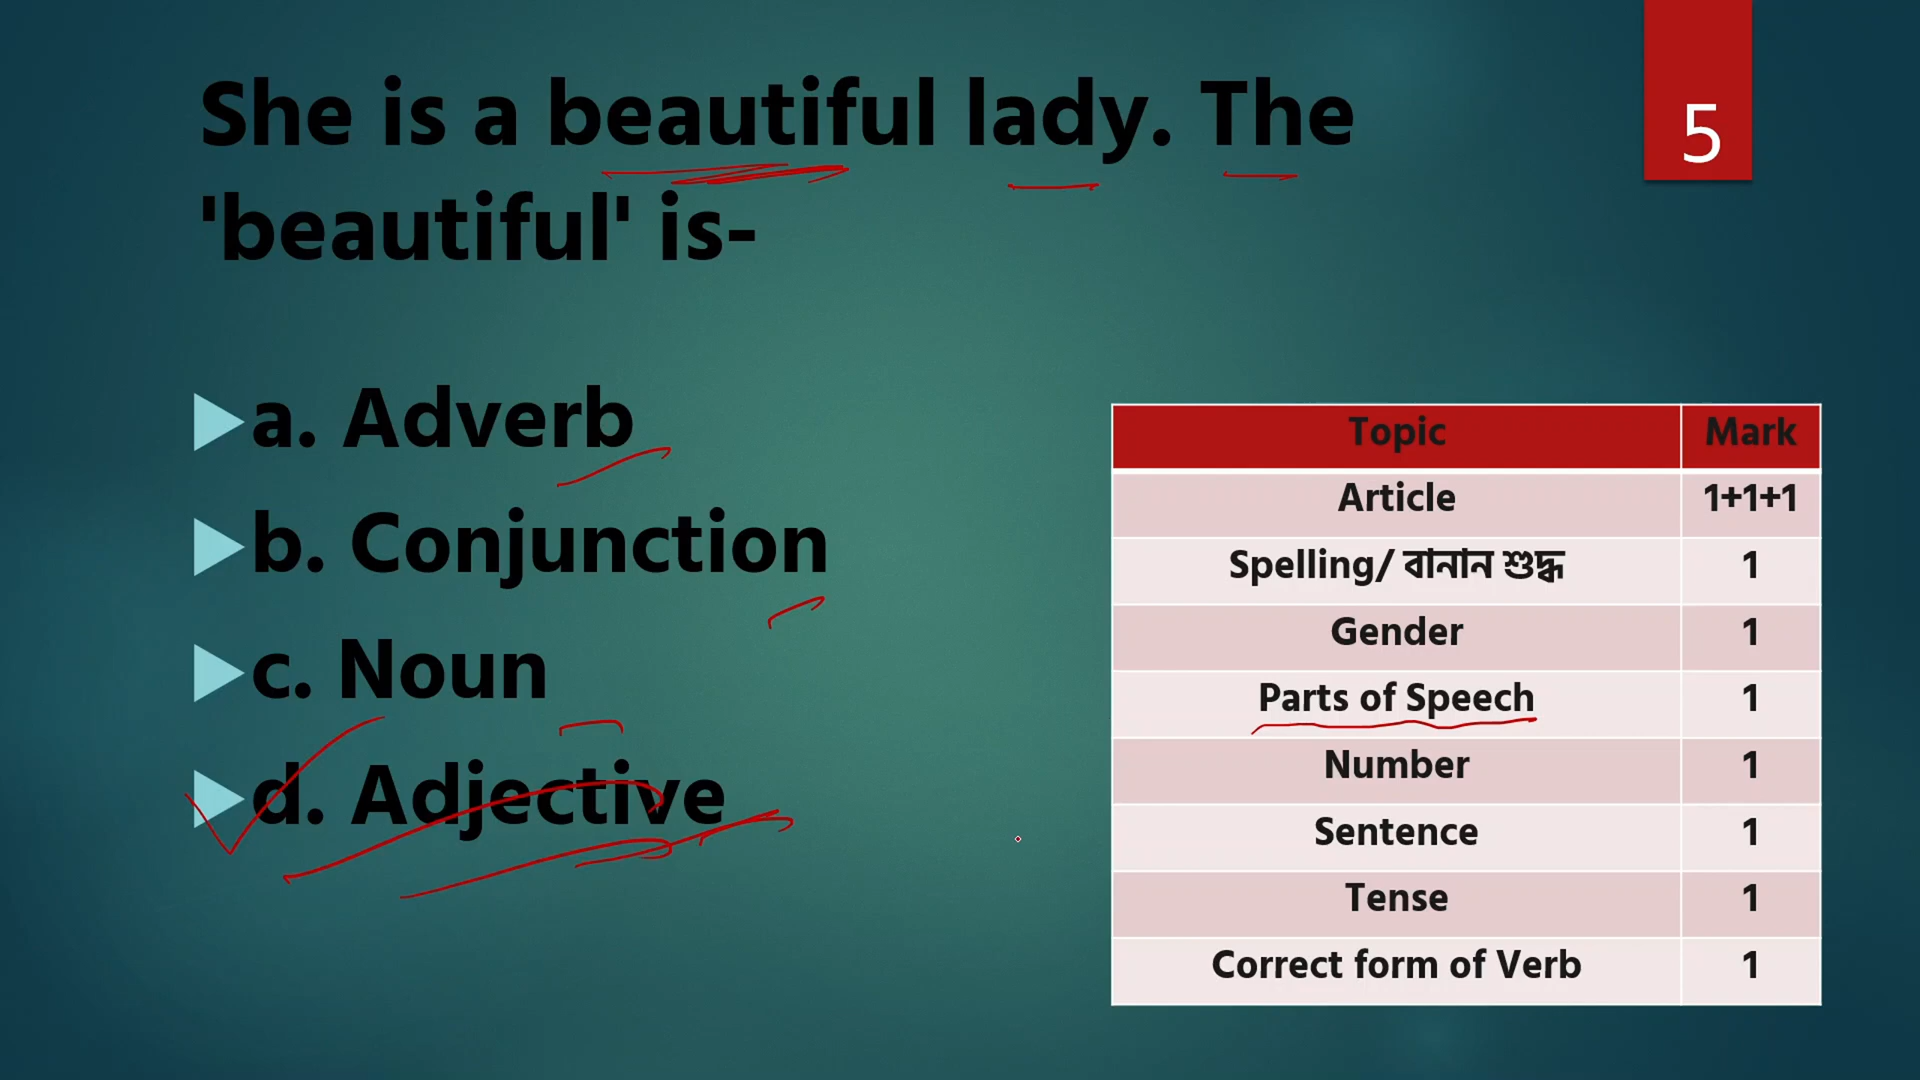 She is a beautiful lady. The
'beautiful' is-
5
a. Adverb
b. Conjunction
c. Noun
d. Adjective
Topic Mark
Article 1+1+1
Spelling/ বানান শুদ্ধ 1
Gender 1
Parts of Speech 1
Number 1
Sentence 1
Tense 1
Correct form of Verb 1